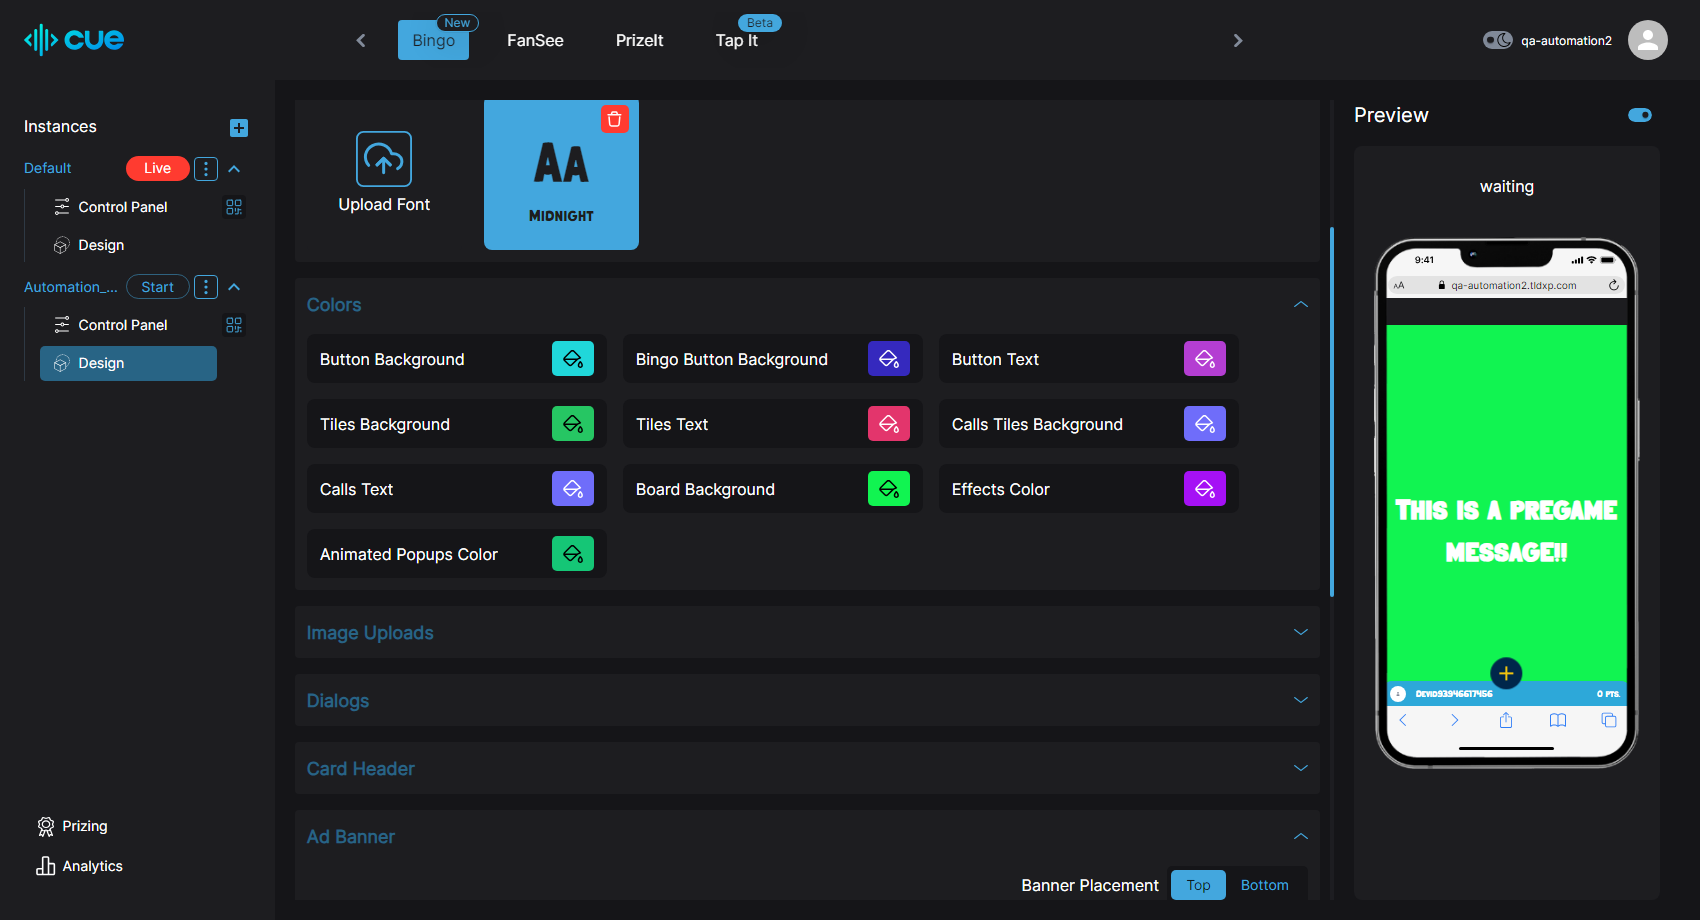 cue
New
Bingo
FanSee
PrizeIt
Beta
Tap It
qa-automation2
Instances
Default
Live
Control Panel
Design
Automation_...
Start
Control Panel
Design
Prizing
Analytics
Upload Font
AA
MIDNIGHT
Colors
Button Background
Bingo Button Background
Button Text
Tiles Background
Tiles Text
Calls Tiles Background
Calls Text
Board Background
Effects Color
Animated Popups Color
Image Uploads
Dialogs
Card Header
Ad Banner
Banner Placement
Top
Bottom
Preview
waiting
9:41
AA
qa-automation2.tldxp.com
THIS IS A PREGAME
MESSAGE!!
DEVID93946617456
0 PTS.